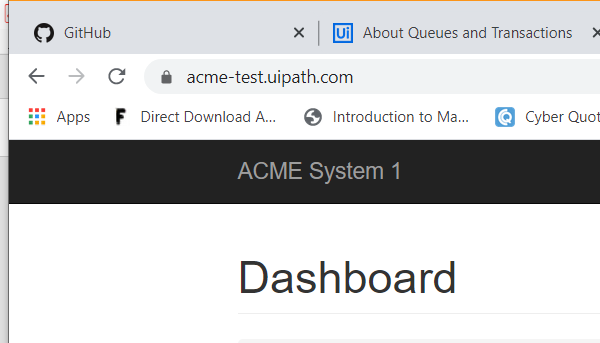 GitHub
Ui About Queues and Transactions
acme-test.uipath.com
Apps Direct Download A... Introduction to Ma... Cyber Quot
ACME System 1
Dashboard